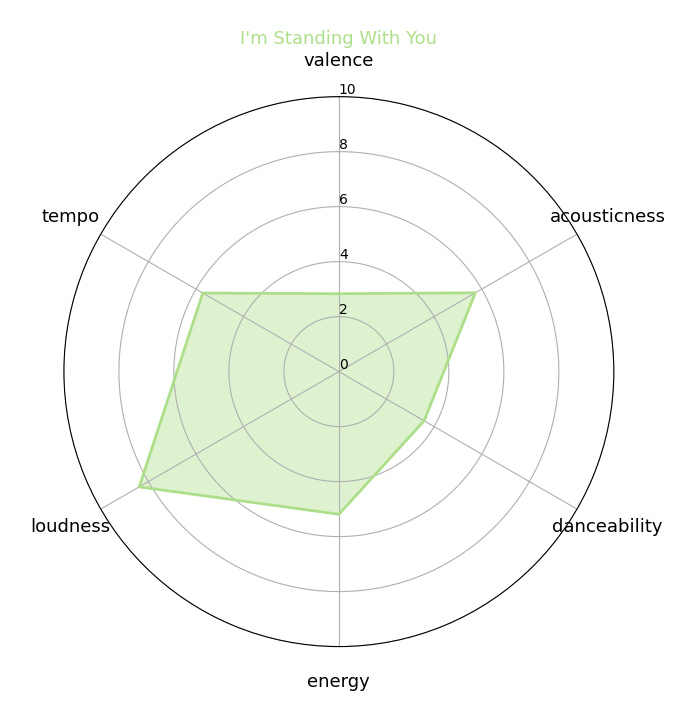 I'm Standing With You
valence
10
8
tempo
6
acousticness
4
2
0
loudness
danceability
energy